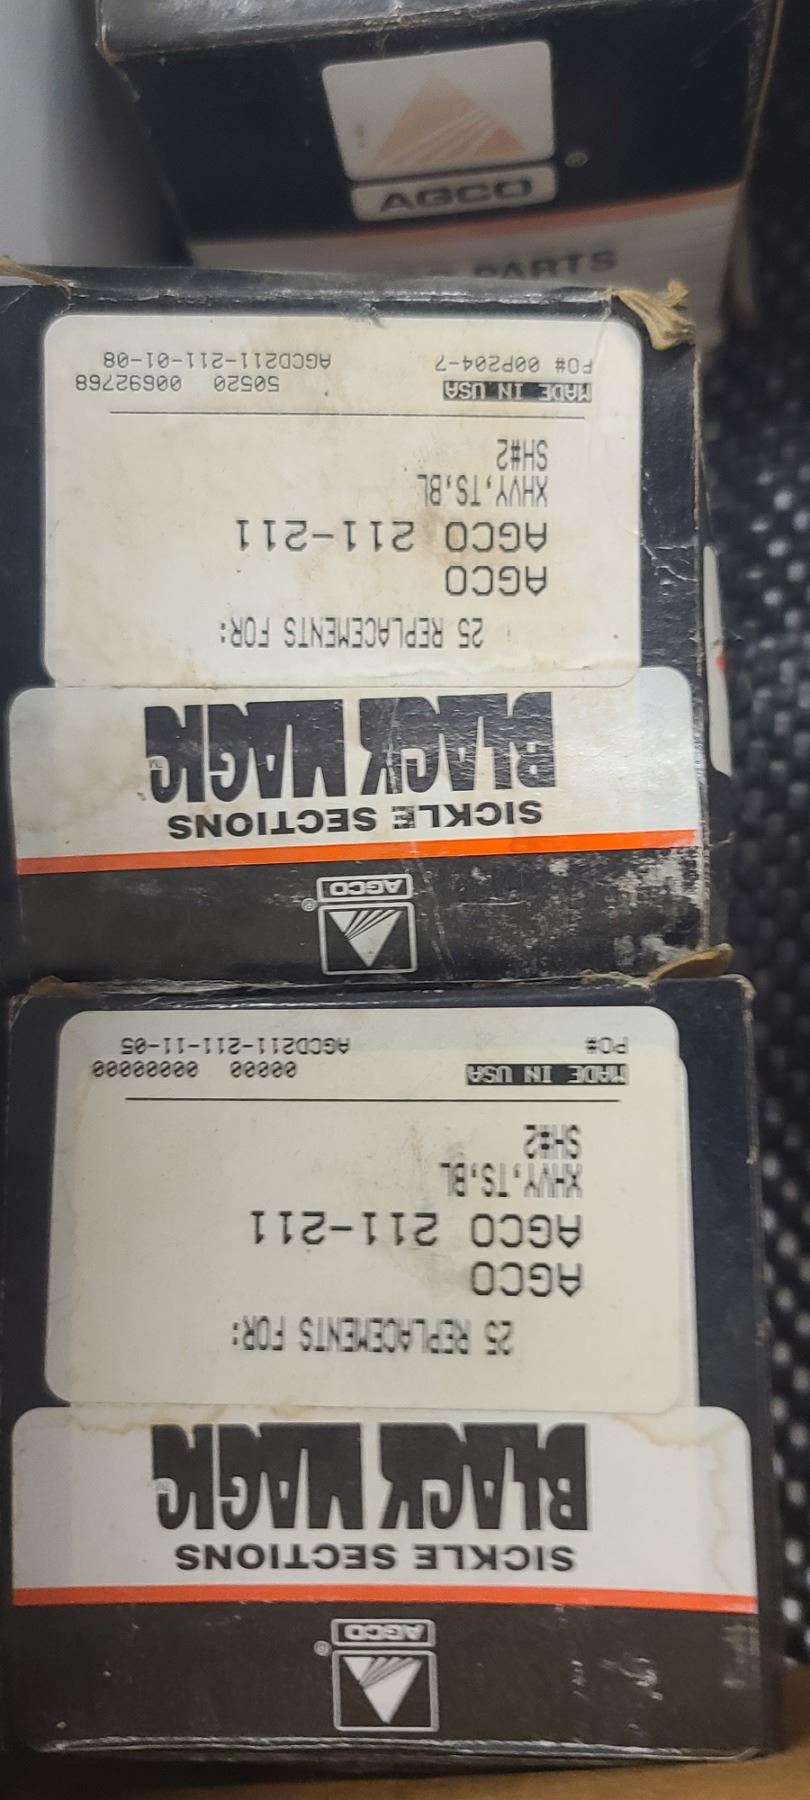 AGCO ®
PARTS
AGCO ®
SICKLE SECTIONS
BLACK MAGIC™
25 REPLACEMENTS FOR:
AGCO
AGCO 211-211
XHVY,TS,BL
SH#2
MADE IN USA 50520 00692768
PO# 00P204-7 AGCD211-211-01-08
AGCO ®
SICKLE SECTIONS
BLACK MAGIC™
25 REPLACEMENTS FOR:
AGCO
AGCO 211-211
XHVY,TS,BL
SH#2
MADE IN USA 00000 00000000
PO# AGCD211-211-11-05